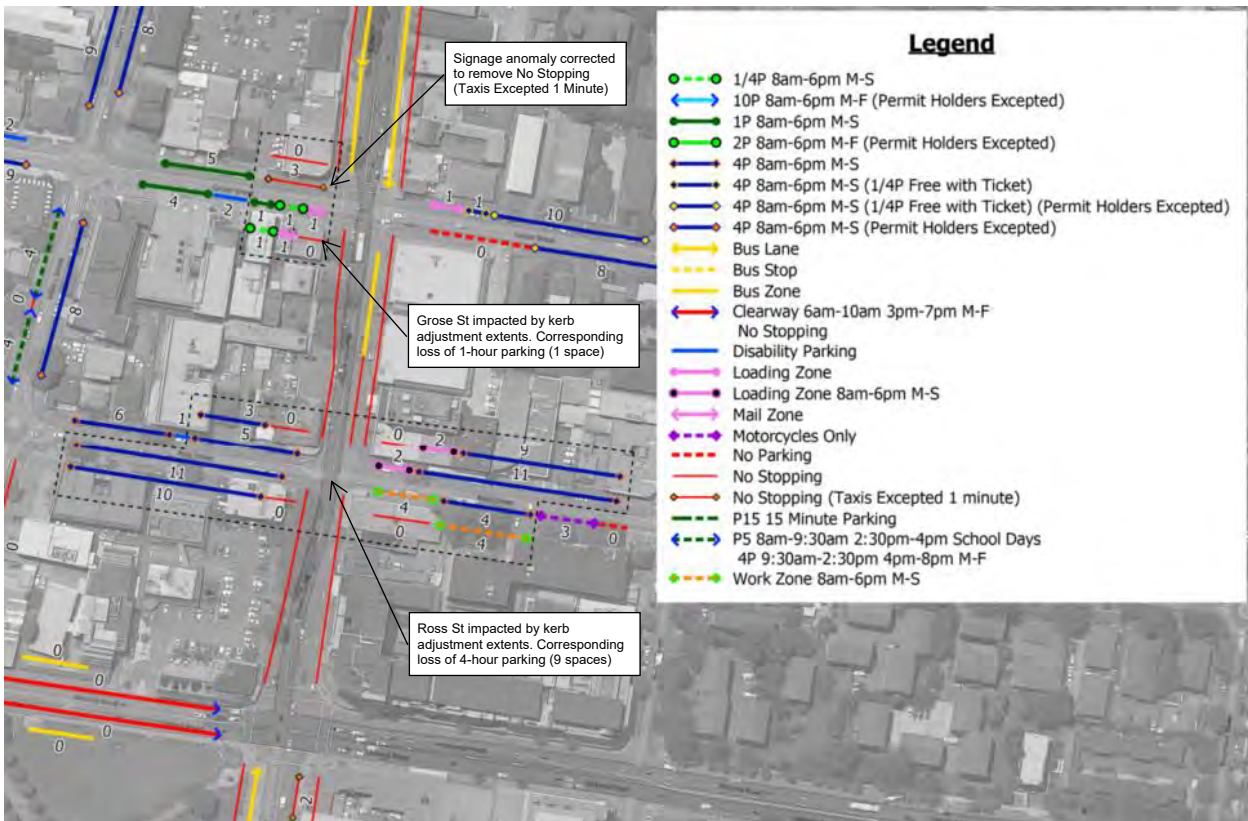 Signage anomaly corrected
to remove No Stopping
(Taxis Excepted 1 Minute)
Grose St impacted by kerb
adjustment extents. Corresponding
loss of 1-hour parking (1 space)
Ross St impacted by kerb
adjustment extents. Corresponding
loss of 4-hour parking (9 spaces)
9
8
2
9
5
0
3
4
2
1
1
1
1
1
0
1
1
10
0
8
4
0
4
8
6
1
3
0
5
11
10
0
0
2
9
2
11
4
0
4
4
3
0
0
0
0
0
0
2
Legend
1/4P 8am-6pm M-S
10P 8am-6pm M-F (Permit Holders Excepted)
1P 8am-6pm M-S
2P 8am-6pm M-F (Permit Holders Excepted)
4P 8am-6pm M-S
4P 8am-6pm M-S (1/4P Free with Ticket)
4P 8am-6pm M-S (1/4P Free with Ticket) (Permit Holders Excepted)
4P 8am-6pm M-S (Permit Holders Excepted)
Bus Lane
Bus Stop
Bus Zone
Clearway 6am-10am 3pm-7pm M-F
No Stopping
Disability Parking
Loading Zone
Loading Zone 8am-6pm M-S
Mail Zone
Motorcycles Only
No Parking
No Stopping
No Stopping (Taxis Excepted 1 minute)
P15 15 Minute Parking
P5 8am-9:30am 2:30pm-4pm School Days
4P 9:30am-2:30pm 4pm-8pm M-F
Work Zone 8am-6pm M-S